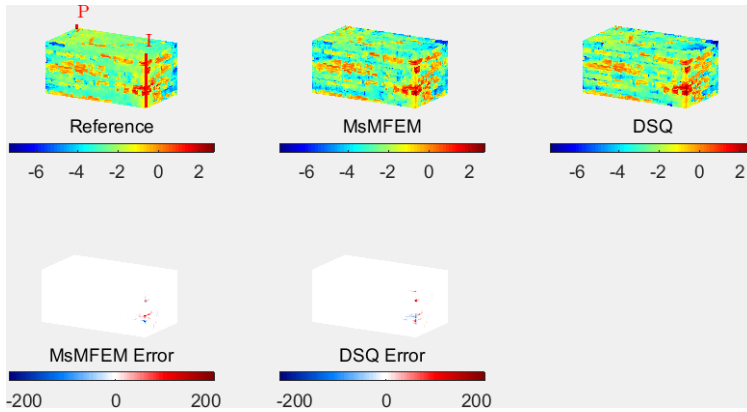 P
I
Reference
MsMFEM
DSQ
-6 -4 -2 0 2
-6 -4 -2 0 2
-6 -4 -2 0 2
MsMFEM Error
DSQ Error
-200 0 200
-200 0 200